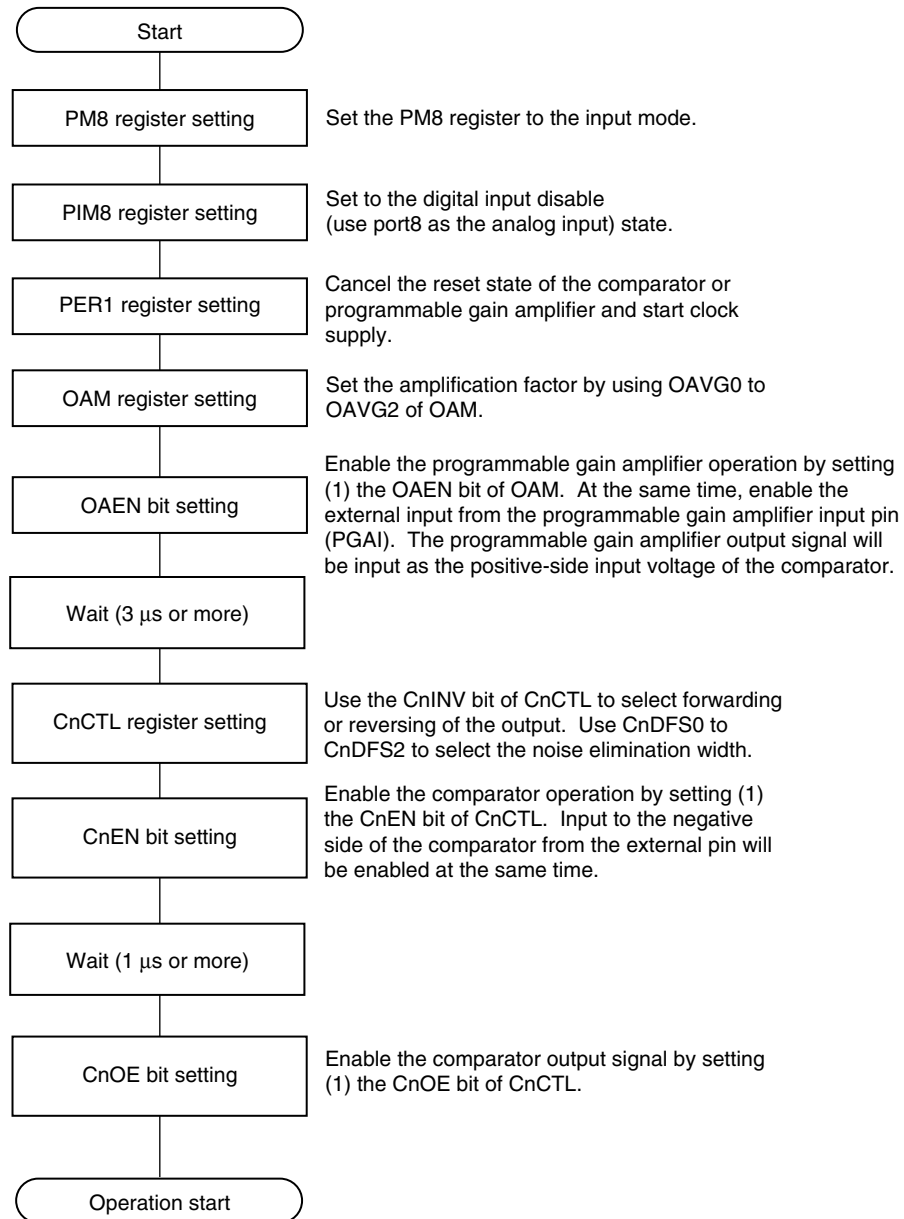 Start
PM8 register setting
Set the PM8 register to the input mode.
PIM8 register setting
Set to the digital input disable
(use port8 as the analog input) state.
PER1 register setting
Cancel the reset state of the comparator or
programmable gain amplifier and start clock
supply.
OAM register setting
Set the amplification factor by using OAVG0 to
OAVG2 of OAM.
OAEN bit setting
Enable the programmable gain amplifier operation by setting
(1) the OAEN bit of OAM.  At the same time, enable the
external input from the programmable gain amplifier input pin
(PGAI).  The programmable gain amplifier output signal will
be input as the positive-side input voltage of the comparator.
Wait (3 μs or more)
CnCTL register setting
Use the CnINV bit of CnCTL to select forwarding
or reversing of the output.  Use CnDFS0 to
CnDFS2 to select the noise elimination width.
CnEN bit setting
Enable the comparator operation by setting (1)
the CnEN bit of CnCTL.  Input to the negative
side of the comparator from the external pin will
be enabled at the same time.
Wait (1 μs or more)
CnOE bit setting
Enable the comparator output signal by setting
(1) the CnOE bit of CnCTL.
Operation start